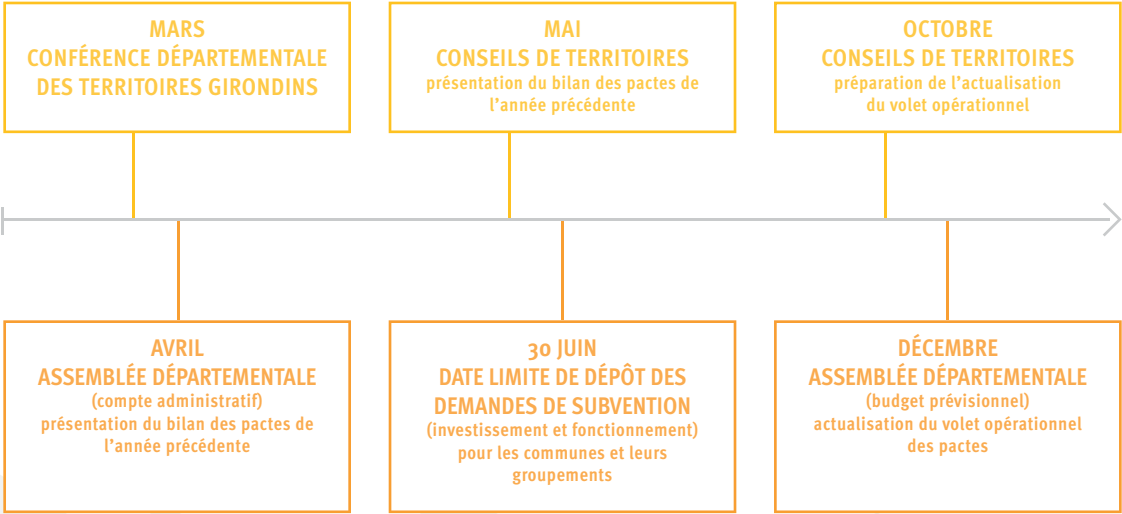 MARS
CONFÉRENCE DÉPARTEMENTALE
DES TERRITOIRES GIRONDINS
MAI
CONSEILS DE TERRITOIRES
présentation du bilan des pactes de
l’année précédente
OCTOBRE
CONSEILS DE TERRITOIRES
préparation de l’actualisation
du volet opérationnel
AVRIL
ASSEMBLÉE DÉPARTEMENTALE
(compte administratif)
présentation du bilan des pactes de
l’année précédente
30 JUIN
DATE LIMITE DE DÉPÔT DES
DEMANDES DE SUBVENTION
(investissement et fonctionnement)
pour les communes et leurs
groupements
DÉCEMBRE
ASSEMBLÉE DÉPARTEMENTALE
(budget prévisionnel)
actualisation du volet opérationnel
des pactes